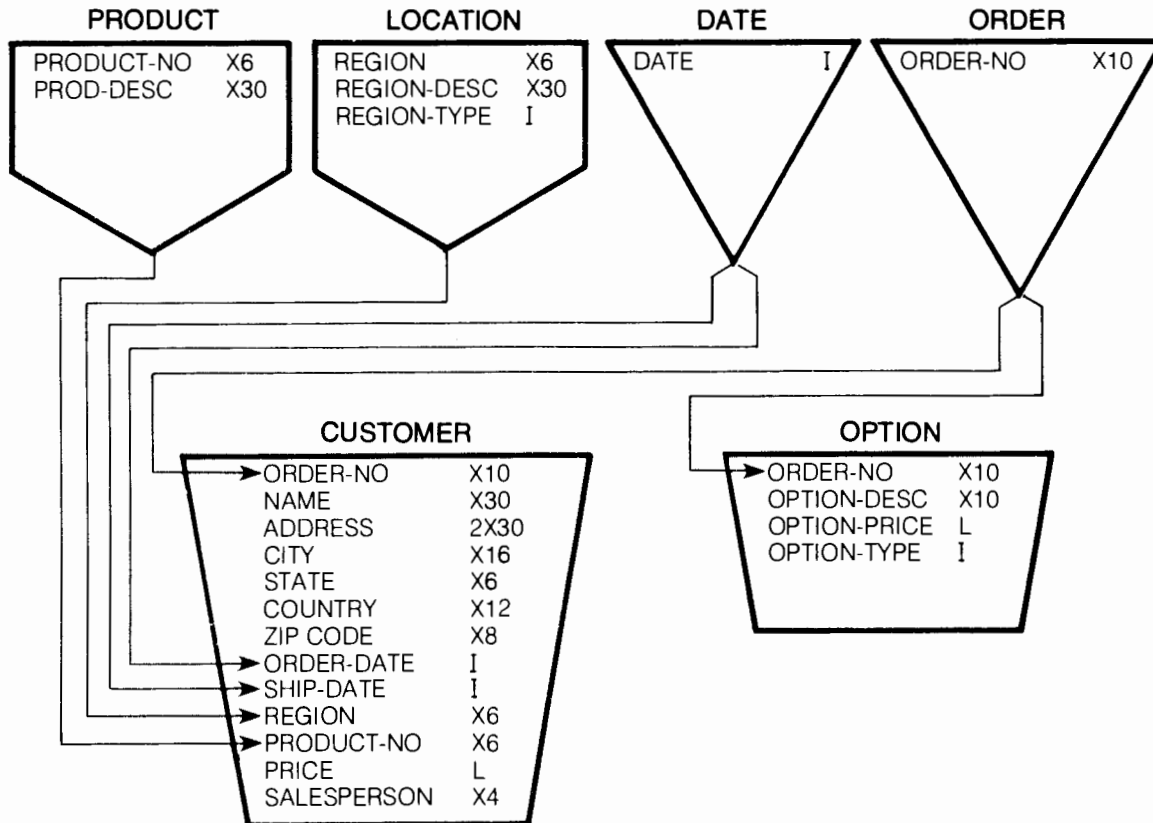 PRODUCT
PRODUCT-NO X6
PROD-DESC X30
LOCATION
REGION X6
REGION-DESC X30
REGION-TYPE I
DATE
DATE I
ORDER
ORDER-NO X10
CUSTOMER
ORDER-NO X10
NAME X30
ADDRESS 2X30
CITY X16
STATE X6
COUNTRY X12
ZIP CODE X8
ORDER-DATE I
SHIP-DATE I
REGION X6
PRODUCT-NO X6
PRICE L
SALESPERSON X4
OPTION
ORDER-NO X10
OPTION-DESC X10
OPTION-PRICE L
OPTION-TYPE I